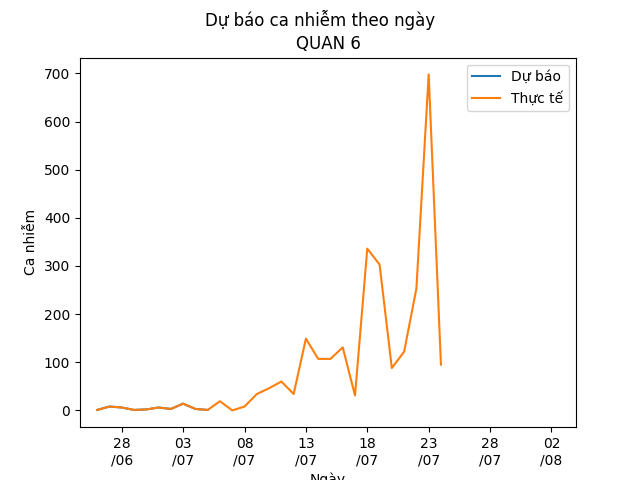 Dự báo ca nhiễm theo ngày
QUAN 6
Dự báo
Thực tế
Ca nhiễm
700
600
500
400
300
200
100
0
28 03 08 13 18 23 28 02
/06 /07 /07 /07 /07 /07 /07 /08
Ngày